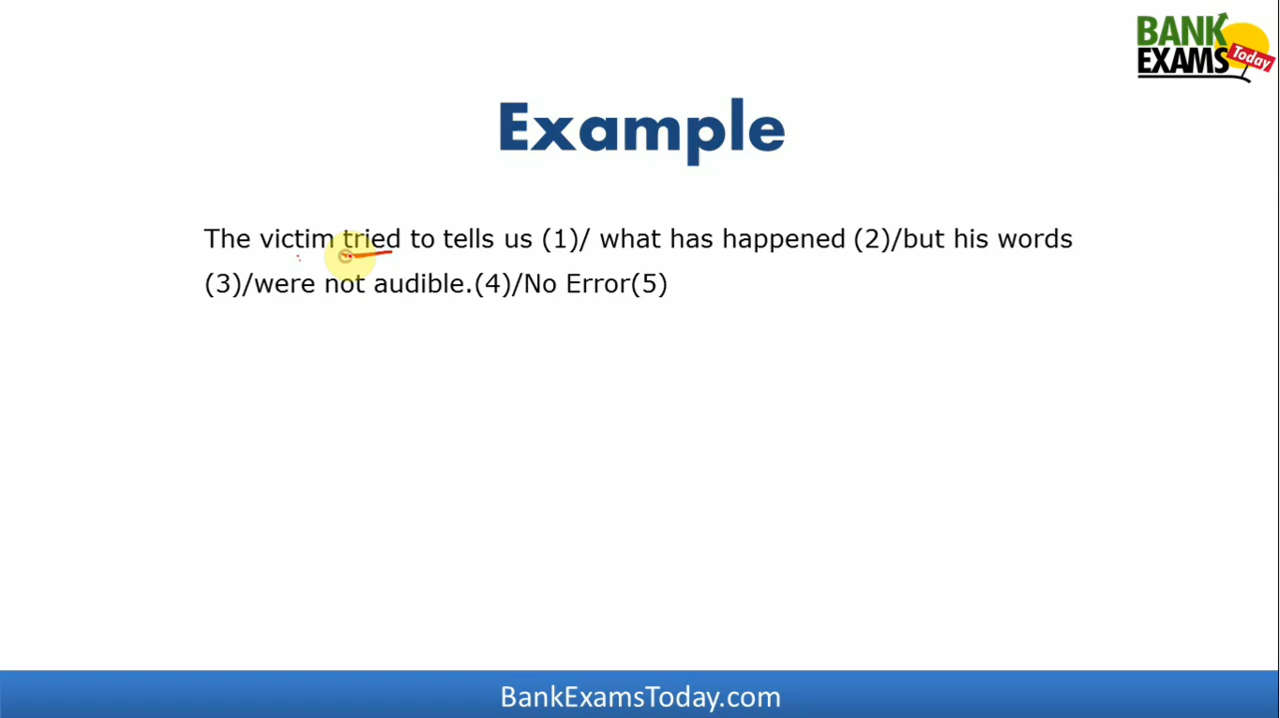 BANK
EXAMS
Today
Example
The victim tried to tells us (1)/ what has happened (2)/but his words
(3)/were not audible.(4)/No Error(5)
BankExamsToday.com